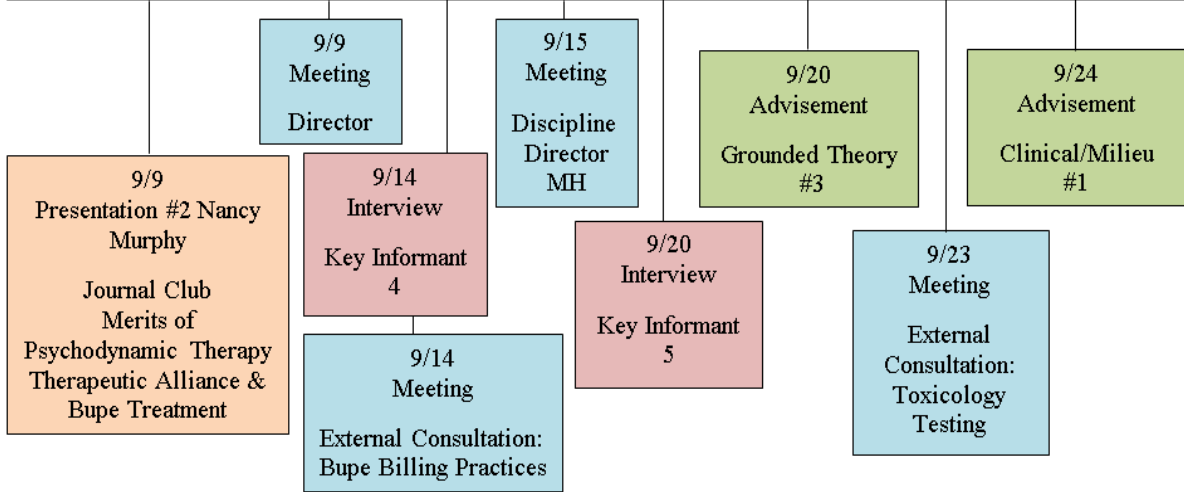 9/9
Meeting
Director
9/15
Meeting
Discipline
Director
MH
9/20
Advisement
Grounded Theory
#3
9/24
Advisement
Clinical/Milieu
#1
9/9
Presentation #2 Nancy
Murphy
Journal Club
Merits of
Psychodynamic Therapy
Therapeutic Alliance &
Bupe Treatment
9/14
Interview
Key Informant
4
9/20
Interview
Key Informant
5
9/23
Meeting
External
Consultation:
Toxicology
Testing
9/14
Meeting
External Consultation:
Bupe Billing Practices